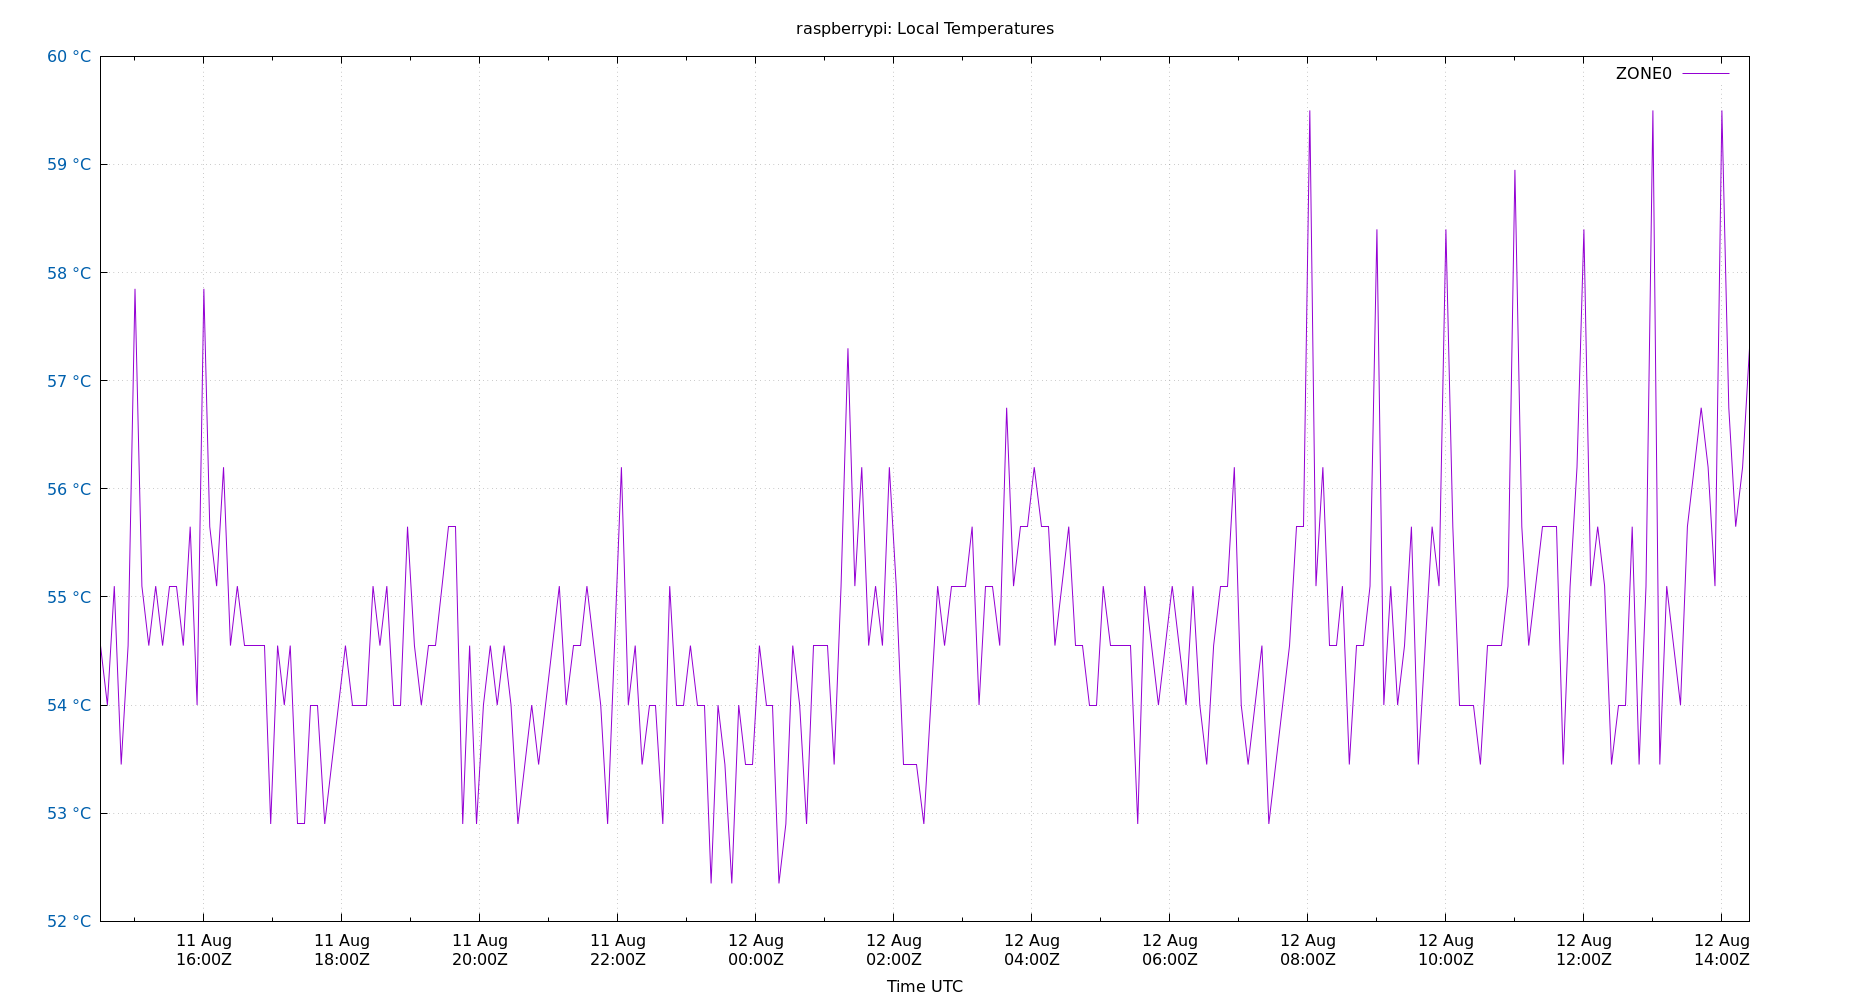 raspberrypi: Local Temperatures
60 °C
ZONE0
59 °C
58 °C
57 °C
56 °C
55 °C
54 °C
53 °C
52 °C
11 Aug 11 Aug 11 Aug 11 Aug 12 Aug 12 Aug 12 Aug 12 Aug 12 Aug 12 Aug 12 Aug 12 Aug
16:00Z 18:00Z 20:00Z 22:00Z 00:00Z 02:00Z 04:00Z 06:00Z 08:00Z 10:00Z 12:00Z 14:00Z
Time UTC